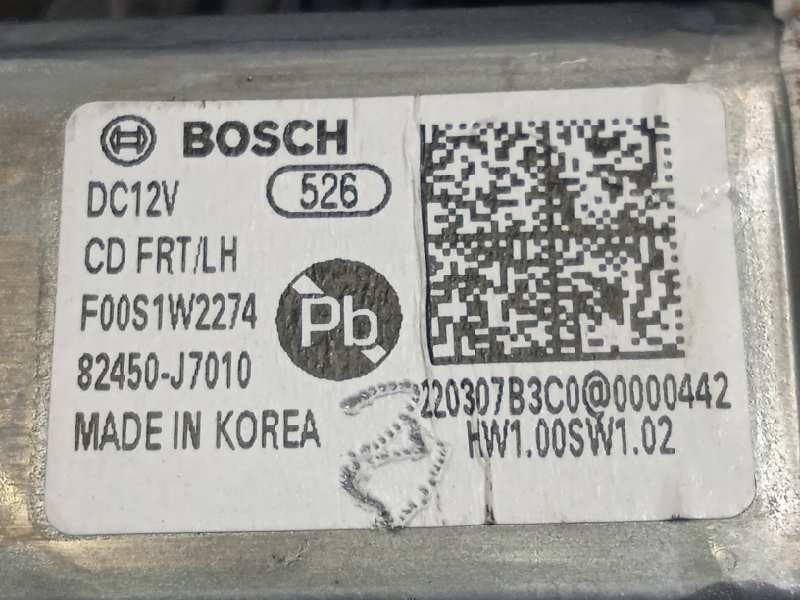 BOSCH
DC12V 526
CD FRT/LH
F00S1W2274
Pb
82450-J7010
220307B3C0@0000442
MADE IN KOREA
HW1.00SW1.02